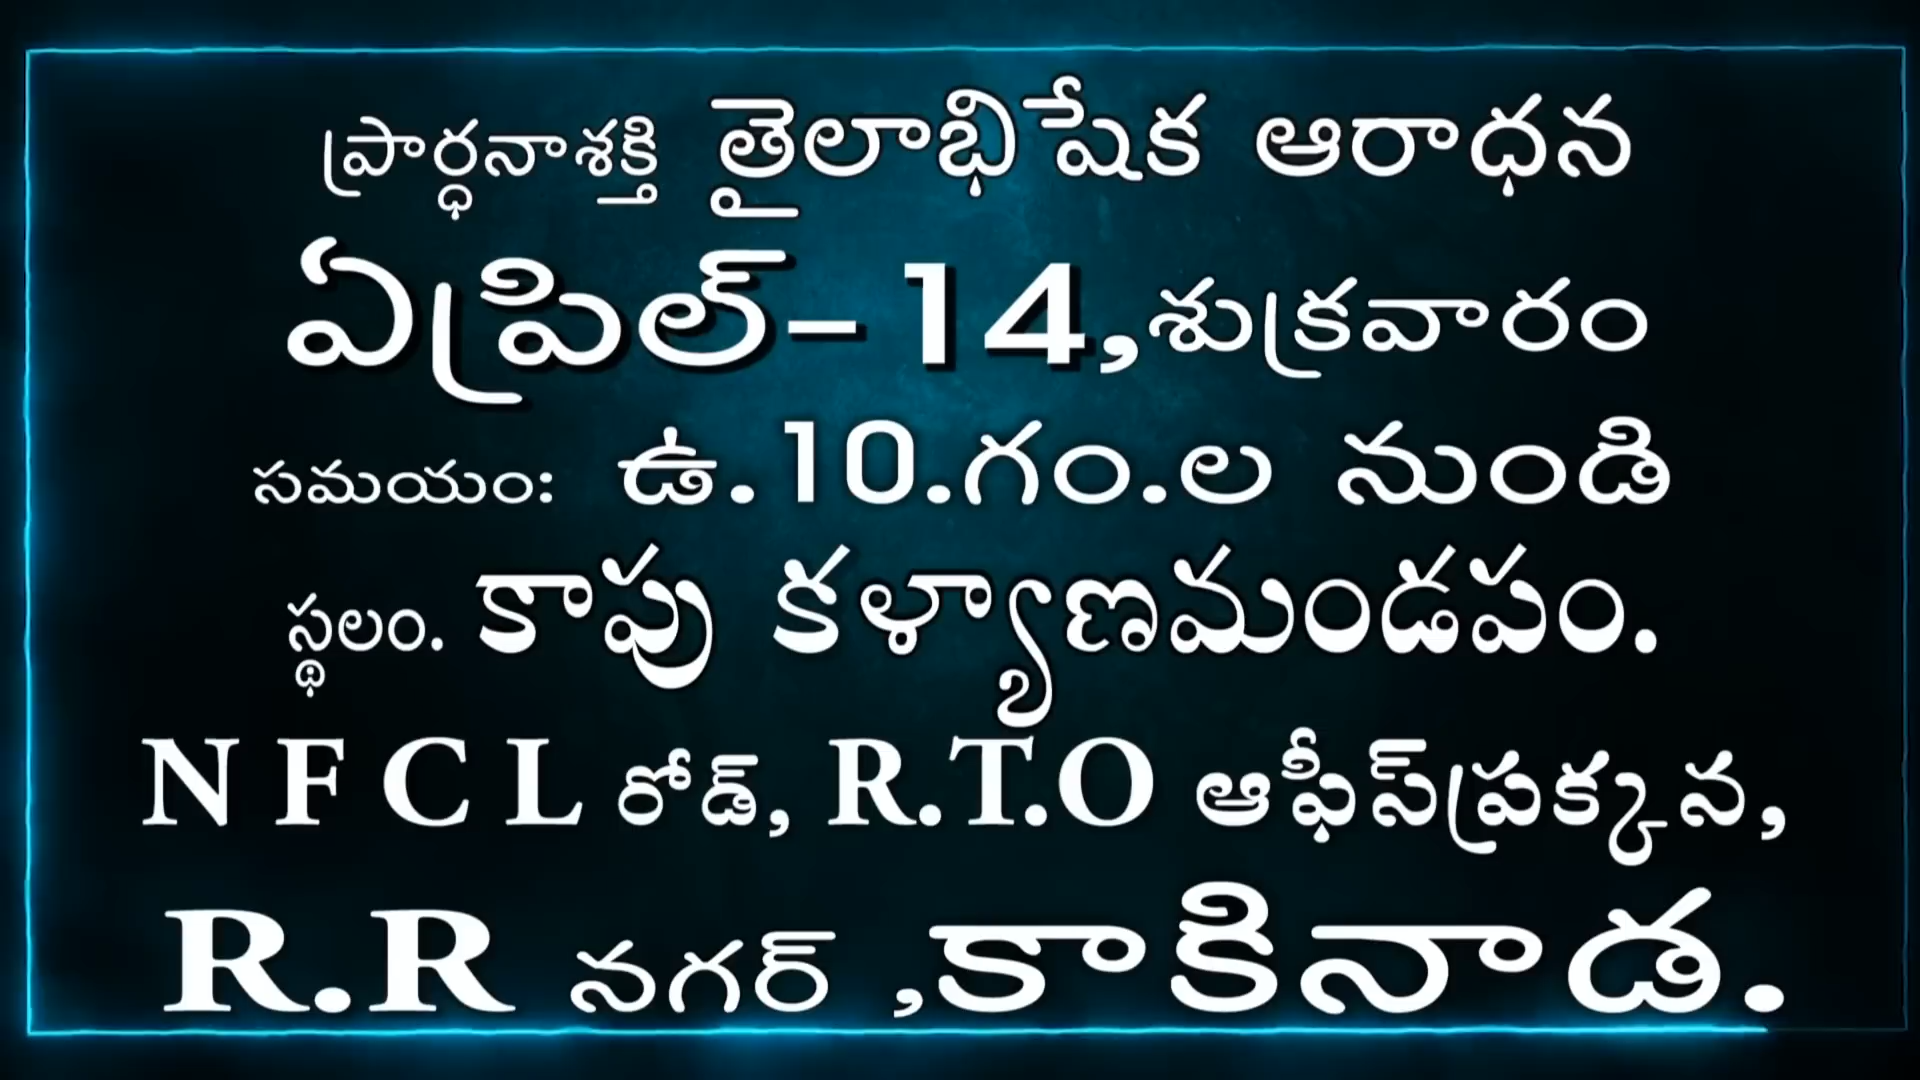 ప్రార్ధనాశక్తి తైలాభిషేక ఆరాధన
ఏప్రిల్-14,శుక్రవారం
సమయం: ఉ.10.గం.ల నుండి
స్థలం. కాపు కళ్యాణమండపం.
N F C L రోడ్, R.T.O ఆఫీస్‌ప్రక్కన,
R.R నగర్ ,కాకినాడ.